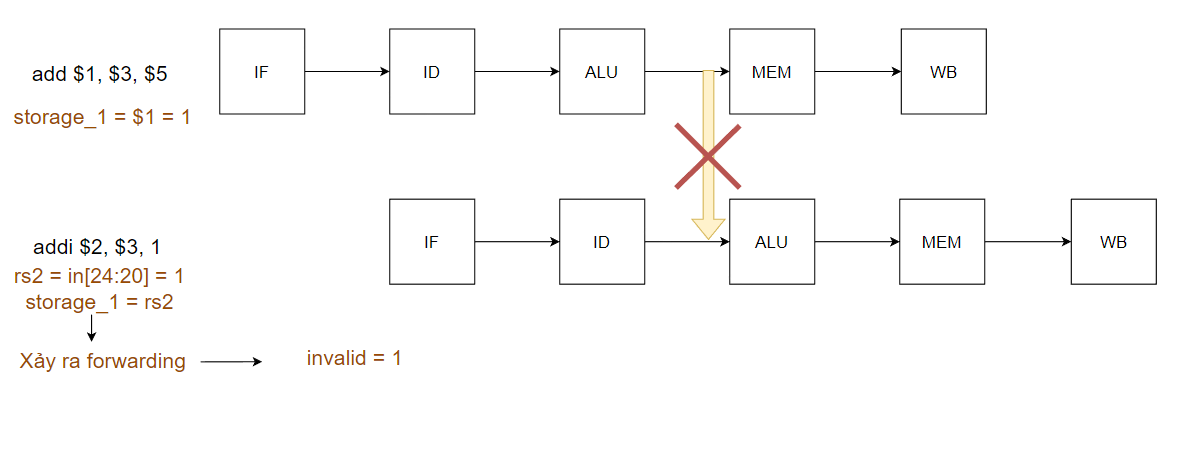 add $1, $3, $5
storage_1 = $1 = 1
IF
ID
ALU
MEM
WB
addi $2, $3, 1
rs2 = in[24:20] = 1
storage_1 = rs2
IF
ID
ALU
MEM
WB
Xảy ra forwarding
invalid = 1